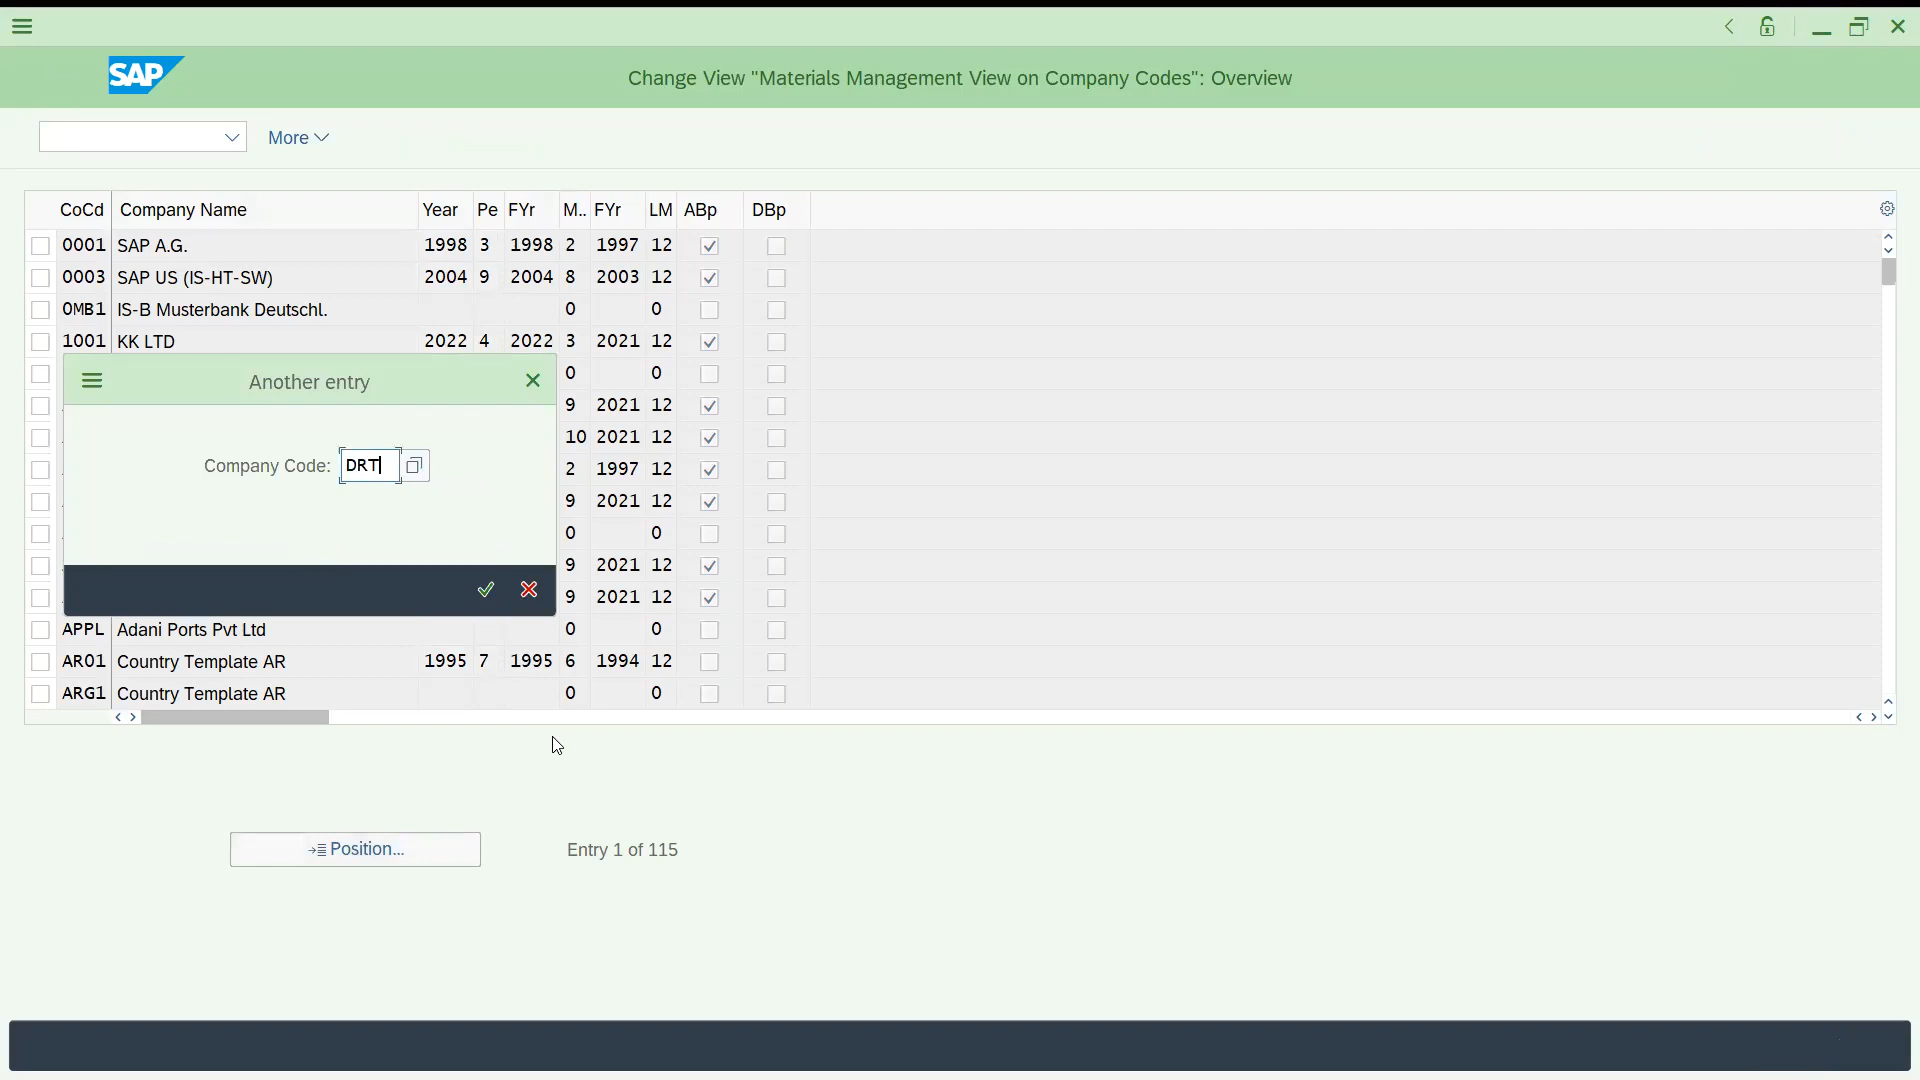 SAP
Change View "Materials Management View on Company Codes": Overview
More
CoCd Company Name Year Pe FYr M.. FYr LM ABp DBp
0001 SAP A.G. 1998 3 1998 2 1997 12
0003 SAP US (IS-HT-SW) 2004 9 2004 8 2003 12
0MB1 IS-B Musterbank Deutschl. 0 0
1001 KK LTD 2022 4 2022 3 2021 12
0 0
Another entry
9 2021 12
10 2021 12
Company Code: DRT
2 1997 12
9 2021 12
0 0
9 2021 12
9 2021 12
APPL Adani Ports Pvt Ltd 0 0
AR01 Country Template AR 1995 7 1995 6 1994 12
ARG1 Country Template AR 0 0
Position...
Entry 1 of 115